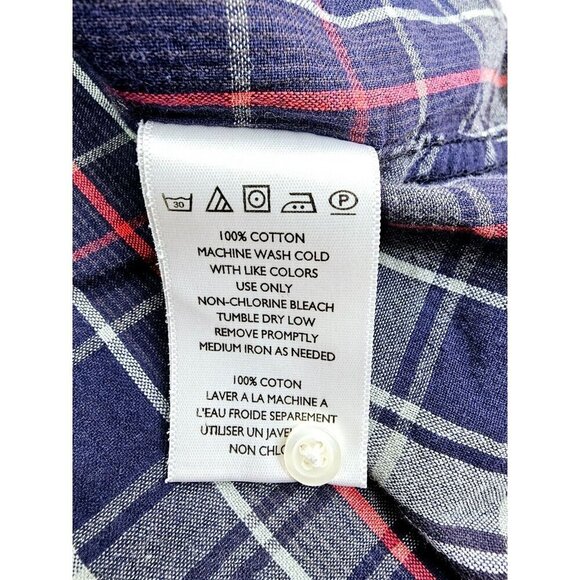 30 P
100% COTTON
MACHINE WASH COLD
WITH LIKE COLORS
USE ONLY
NON-CHLORINE BLEACH
TUMBLE DRY LOW
REMOVE PROMPTLY
MEDIUM IRON AS NEEDED
100% COTON
LAVER A LA MACHINE A
L'EAU FROIDE SEPAREMENT
UTILISER UN
NON